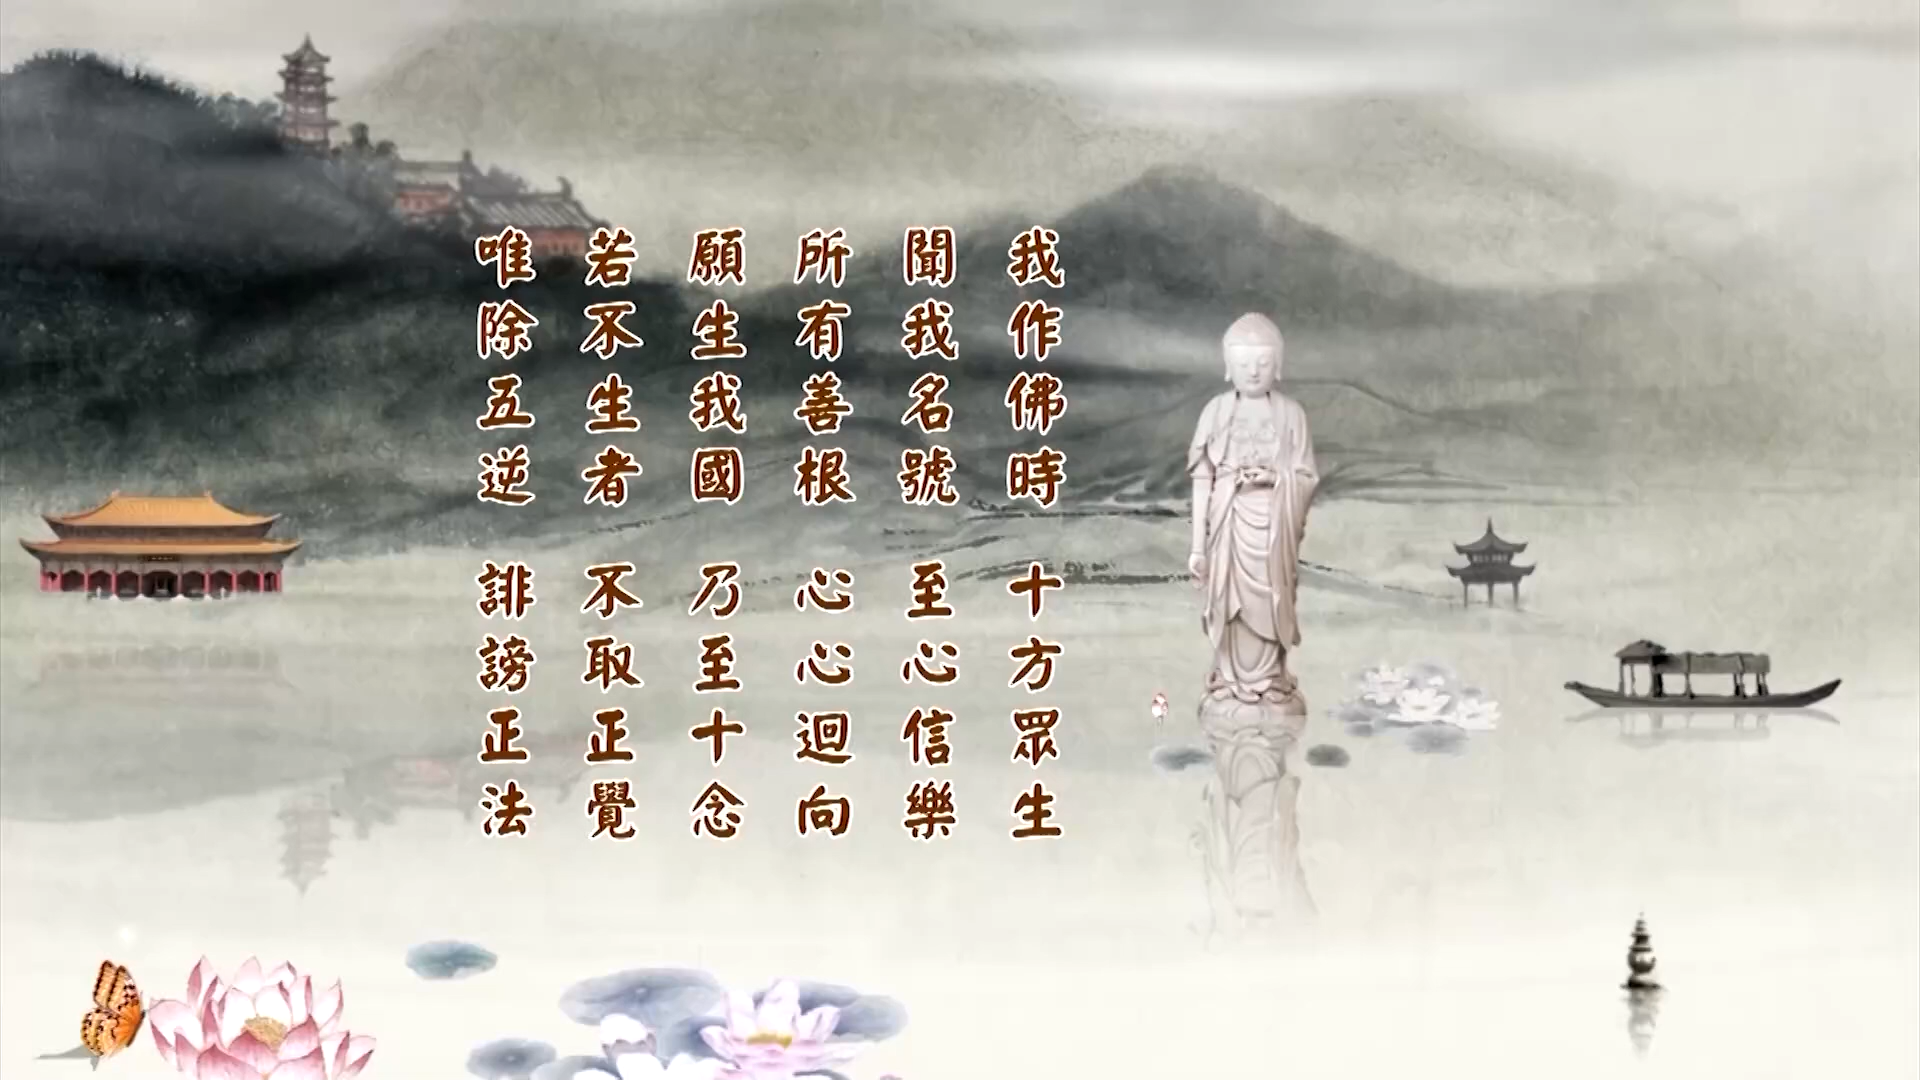 我作佛時 十方眾生
聞我名號 至心信樂
所有善根 心心迴向
願生我國 乃至十念
若不生者 不取正覺
唯除五逆 誹謗正法